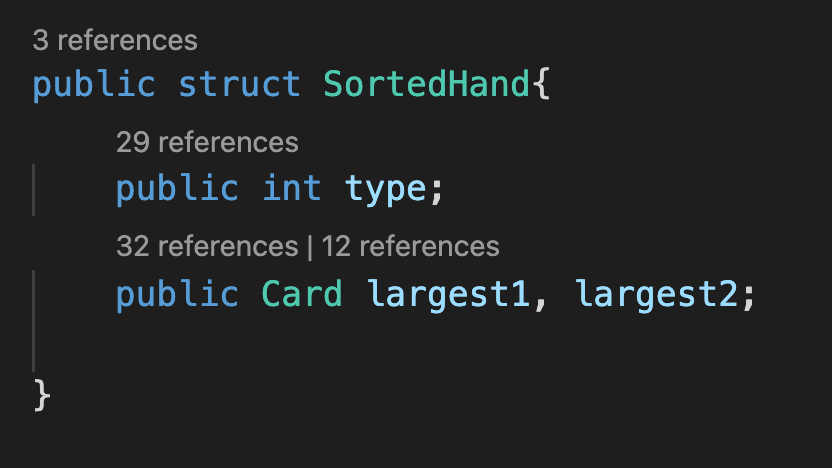 3 references
public struct SortedHand{
29 references
public int type;
32 references | 12 references
public Card largest1, largest2;
}